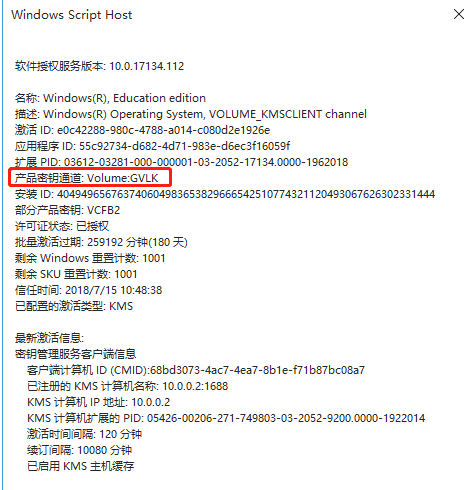 Windows Script Host
软件授权服务版本: 10.0.17134.112
名称: Windows(R), Education edition
描述: Windows(R) Operating System, VOLUME_KMSCLIENT channel
激活 ID: e0c42288-980c-4788-a014-c080d2e1926e
应用程序 ID: 55c92734-d682-4d71-983e-d6ec3f16059f
扩展 PID: 03612-03281-000-000001-03-2052-17134.0000-1962018
产品密钥通道: Volume:GVLK
安装 ID: 404949656763740604983653829666542510774321120493067626302331444
部分产品密钥: VCFB2
许可证状态: 已授权
批量激活过期: 259192 分钟(180 天)
剩余 Windows 重置计数: 1001
剩余 SKU 重置计数: 1001
信任时间: 2018/7/15 10:48:38
已配置的激活类型: KMS
最新激活信息:
密钥管理服务客户端信息
客户端计算机 ID (CMID):68bd3073-4ac7-4ea7-8b1e-f71b87bc08a7
已注册的 KMS 计算机名称: 10.0.0.2:1688
KMS 计算机 IP 地址: 10.0.0.2
KMS 计算机扩展的 PID: 05426-00206-271-749803-03-2052-9200.0000-1922014
激活时间间隔: 120 分钟
续订间隔: 10080 分钟
已启用 KMS 主机缓存